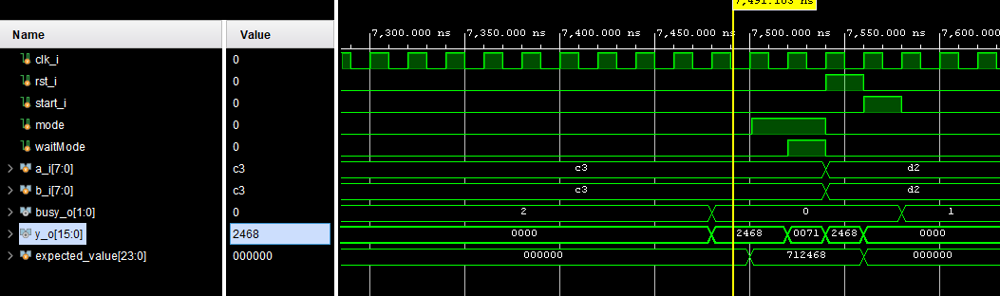 7,491.163 ns
Name Value
7,300.000 ns 7,350.000 ns 7,400.000 ns 7,450.000 ns 7,500.000 ns 7,550.000 ns 7,600.000 ns
clk_i 0
rst_i 0
start_i 0
mode 0
waitMode 0
a_i[7:0] c3 c3 d2
b_i[7:0] c3 c3 d2
busy_o[1:0] 0 2 0 1
y_o[15:0] 2468 0000 2468 0071 2468 0000
expected_value[23:0] 000000 000000 712468 000000